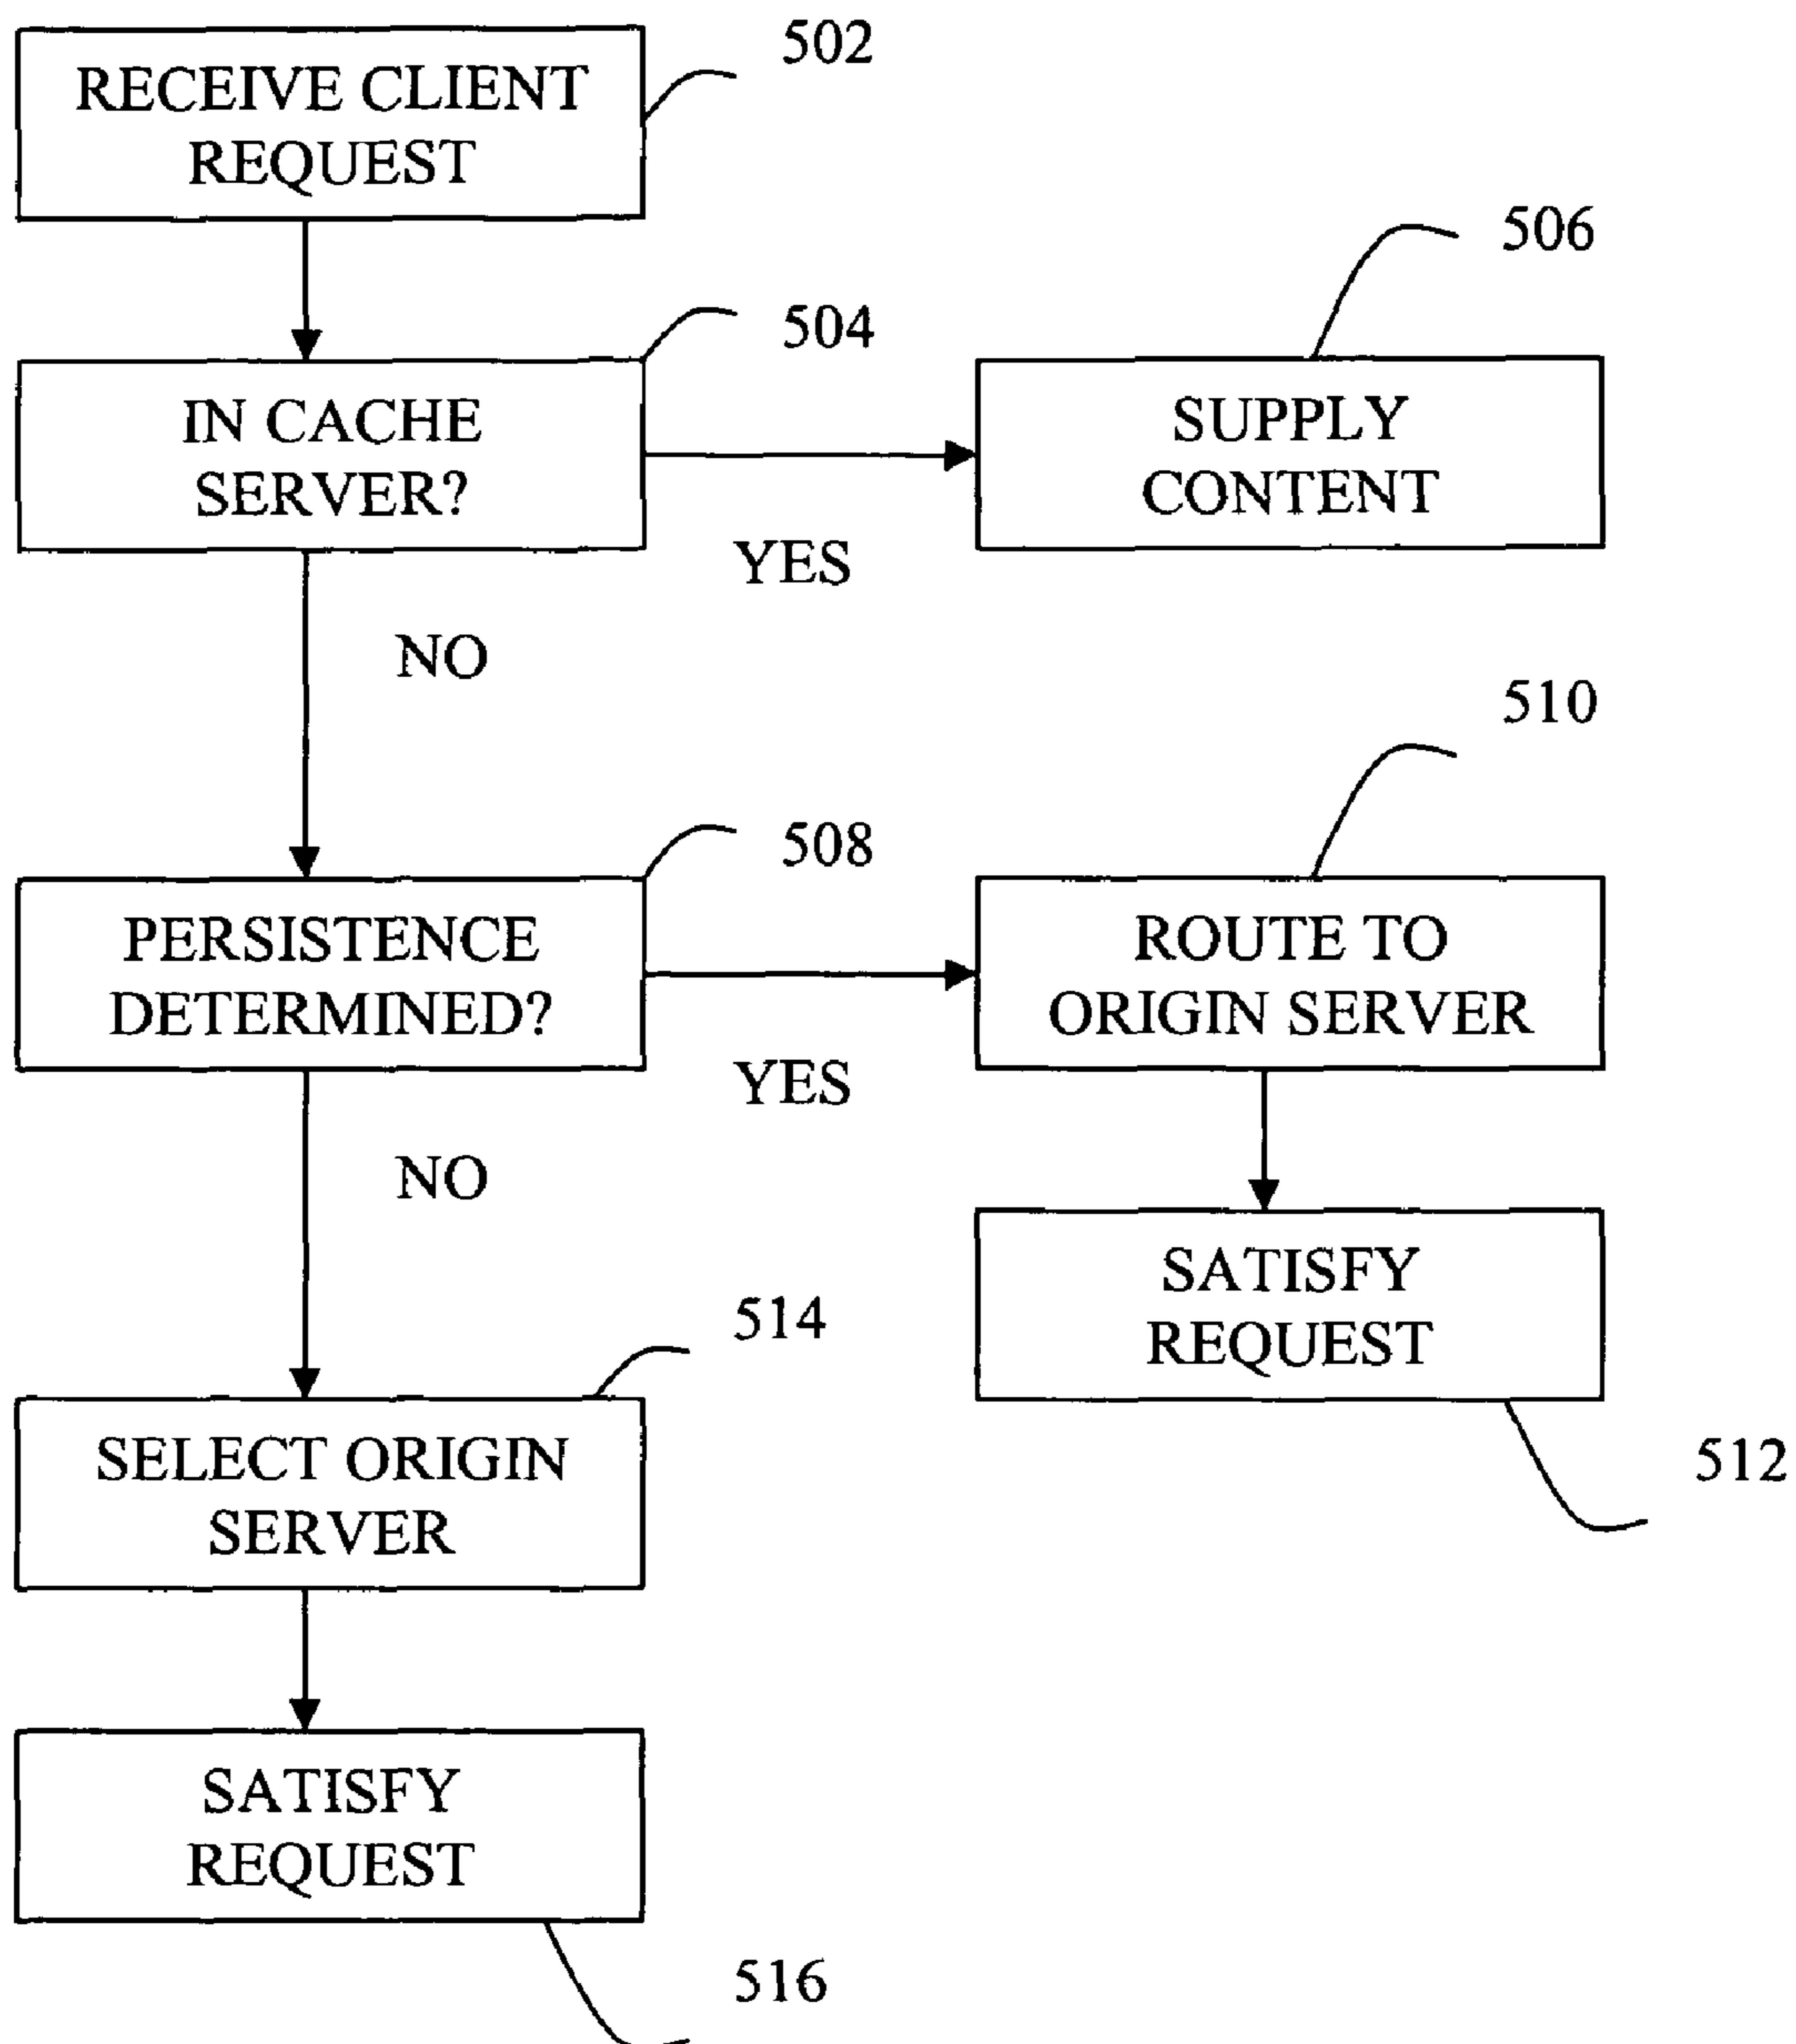 502
RECEIVE CLIENT
REQUEST
506
504
IN CACHE
SERVER?
SUPPLY
CONTENT
YES
NO
510
508
PERSISTENCE
DETERMINED?
ROUTE TO
ORIGIN SERVER
YES
NO
SATISFY
REQUEST
514
512
SELECT ORIGIN
SERVER
SATISFY
REQUEST
516